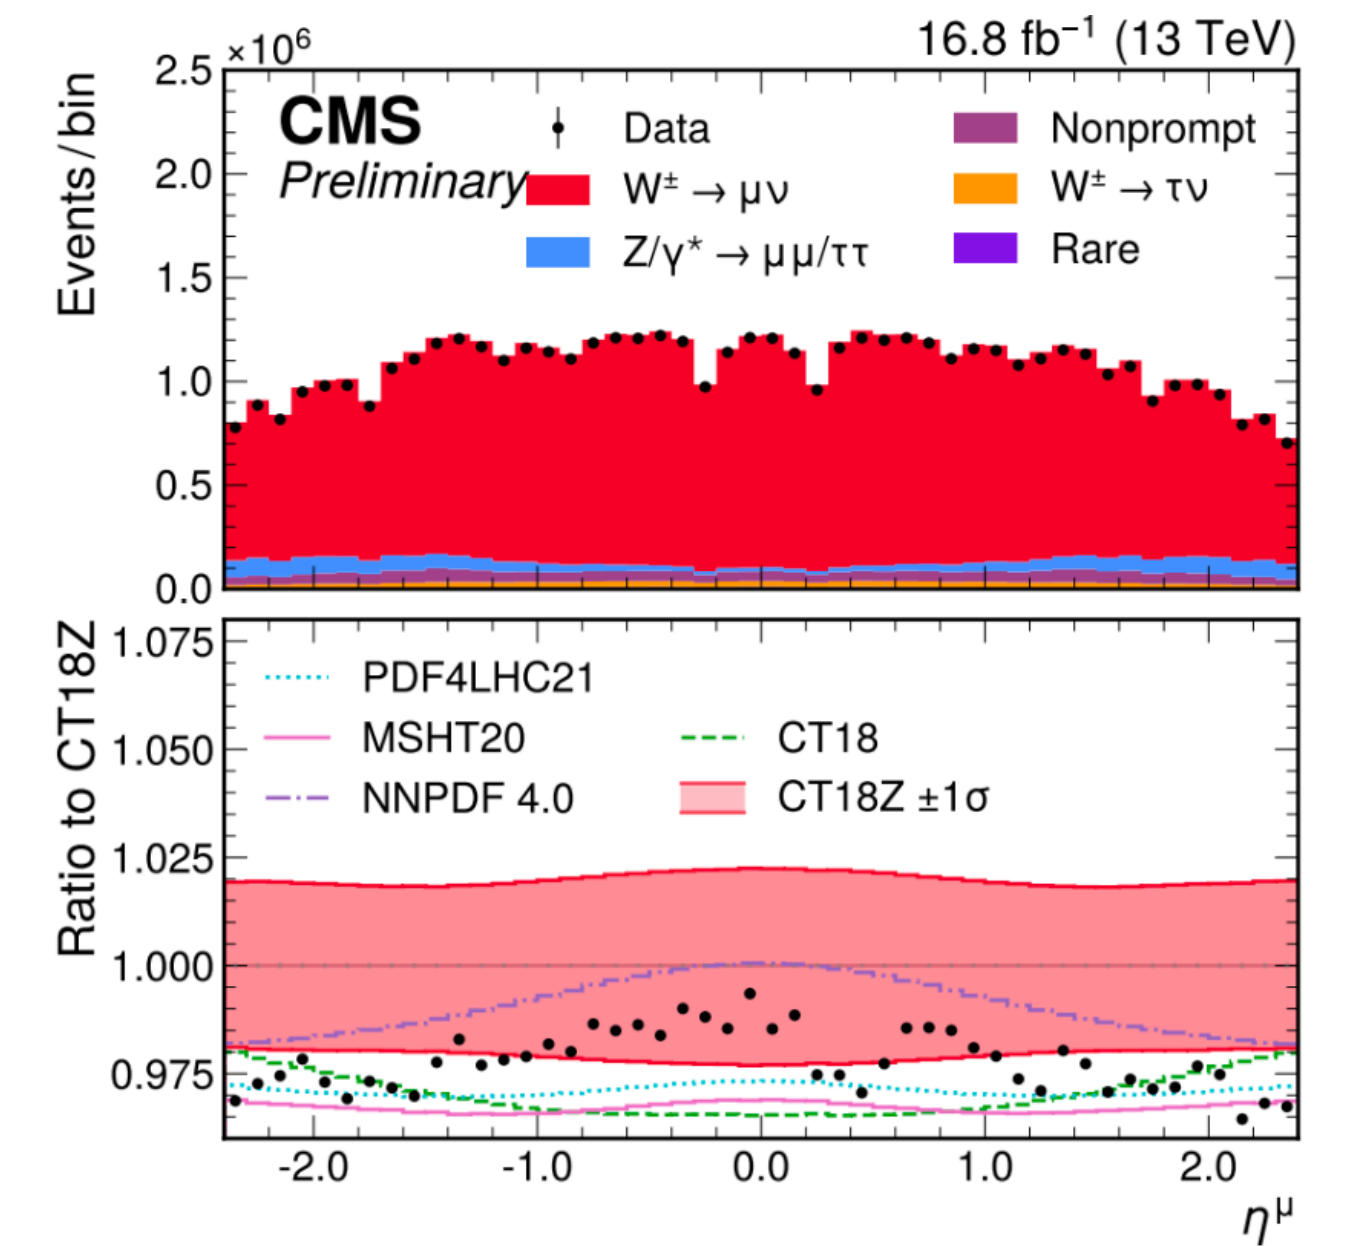 ×10⁶
16.8 fb⁻¹ (13 TeV)
Events/bin
2.5
2.0
1.5
1.0
0.5
0.0
CMS
Preliminary
Data
W± → μν
Z/γ* → μμ/ττ
Nonprompt
W± → τν
Rare
Ratio to CT18Z
1.075
1.050
1.025
1.000
0.975
PDF4LHC21
MSHT20
NNPDF 4.0
CT18
CT18Z ±1σ
-2.0 -1.0 0.0 1.0 2.0
η^μ